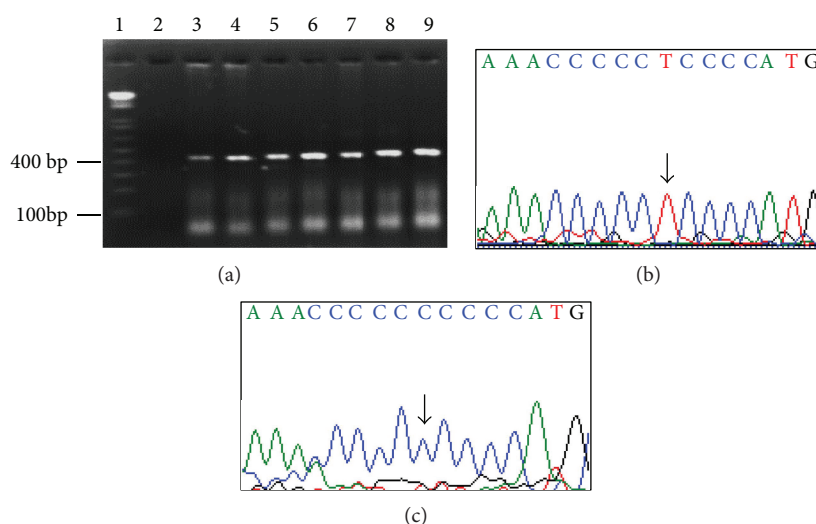 1 2 3 4 5 6 7 8 9
400 bp
100bp
(a)
A A A C C C C C T C C C C A T G
(b)
A A A C C C C C C C C C C A T G
(c)